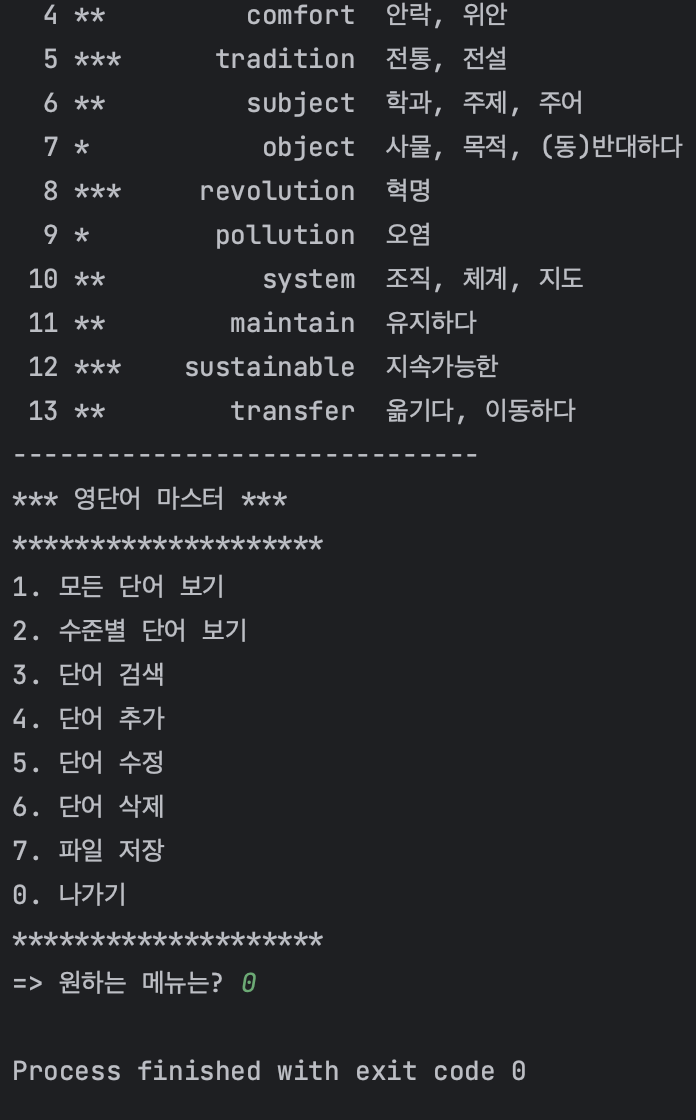 4 ** comfort 안락, 위안
5 *** tradition 전통, 전설
6 ** subject 학과, 주제, 주어
7 * object 사물, 목적, (동)반대하다
8 *** revolution 혁명
9 * pollution 오염
10 ** system 조직, 체계, 지도
11 ** maintain 유지하다
12 *** sustainable 지속가능한
13 ** transfer 옮기다, 이동하다
------------------------------
*** 영단어 마스터 ***
********************
1. 모든 단어 보기
2. 수준별 단어 보기
3. 단어 검색
4. 단어 추가
5. 단어 수정
6. 단어 삭제
7. 파일 저장
0. 나가기
********************
=> 원하는 메뉴는? 0
Process finished with exit code 0